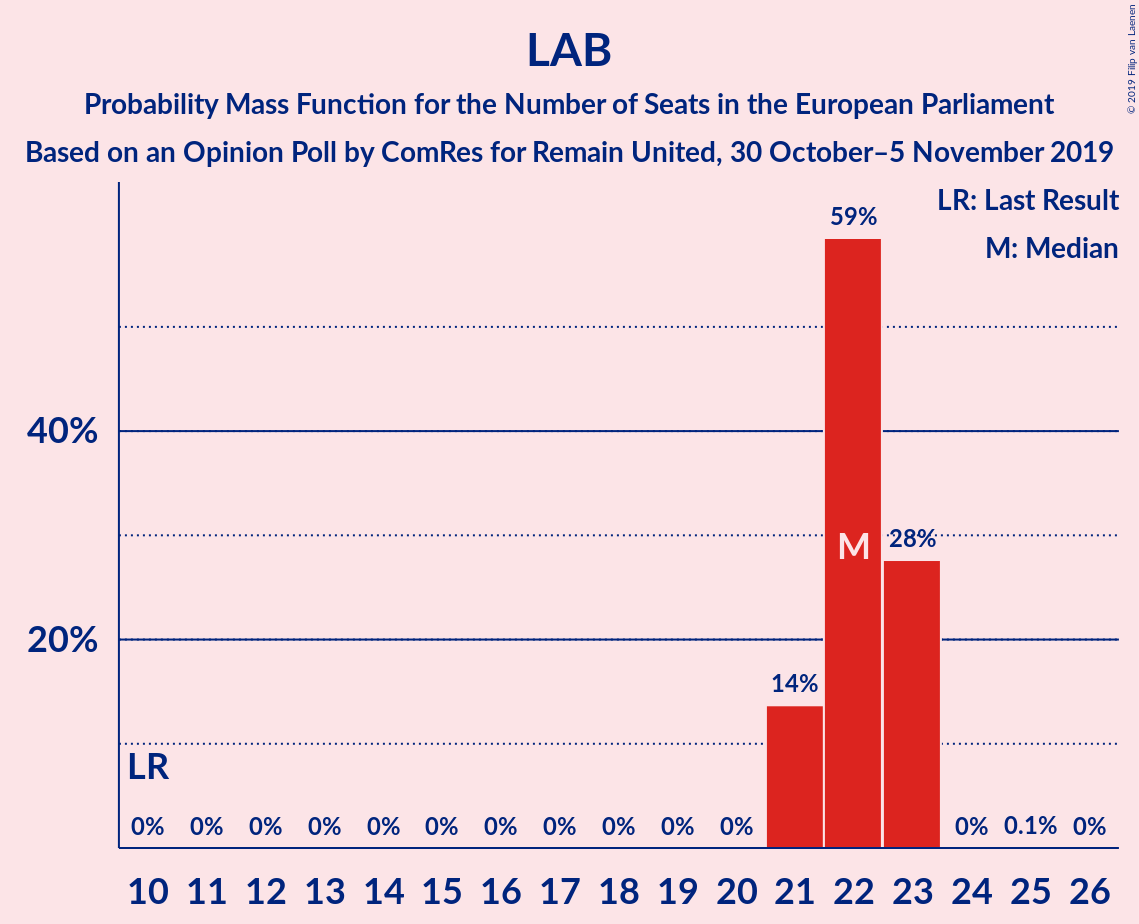 LAB
Probability Mass Function for the Number of Seats in the European Parliament
Based on an Opinion Poll by ComRes for Remain United, 30 October–5 November 2019
© 2019 Filip van Laenen
LR: Last Result
M: Median
59%
40%
M
28%
20%
14%
LR
0% 0% 0% 0% 0% 0% 0% 0% 0% 0% 0% 0% 0.1% 0%
10 11 12 13 14 15 16 17 18 19 20 21 22 23 24 25 26